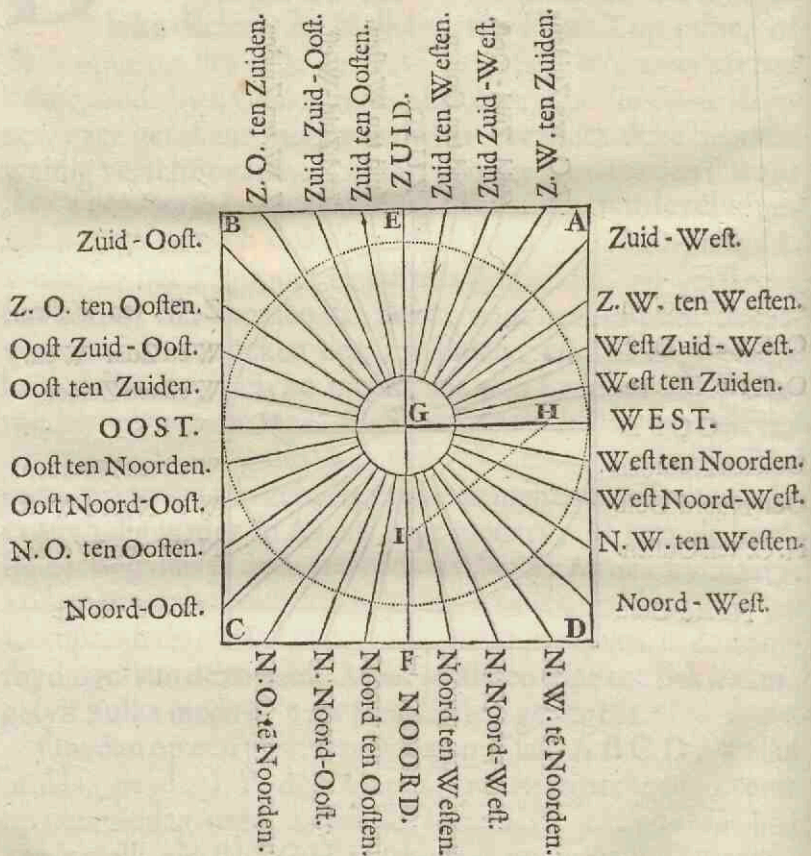 Z. O. ten Zuiden.
Zuid Zuid-Ooſt.
Zuid ten Ooſten.
ZUID.
Zuid ten Weſten.
Zuid Zuid-Weſt.
Z. W. ten Zuiden.
B
E
A
Zuid-Ooſt.
Zuid-Weſt.
Z. O. ten Ooſten.
Z. W. ten Weſten.
Ooſt Zuid-Ooſt.
Weſt Zuid-Weſt.
Ooſt ten Zuiden.
Weſt ten Zuiden.
G
H
OOST.
WEST.
Ooſt ten Noorden.
Weſt ten Noorden.
Ooſt Noord-Ooſt.
Weſt Noord-Weſt.
I
N. O. ten Ooſten.
N. W. ten Weſten.
Noord-Ooſt.
Noord-Weſt.
C
F
D
N. O. tē Noorden.
N. Noord-Ooſt.
Noord ten Ooſten.
NOORD.
Noord ten Weſten.
N. Noord-Weſt.
N. W. tē Noorden.